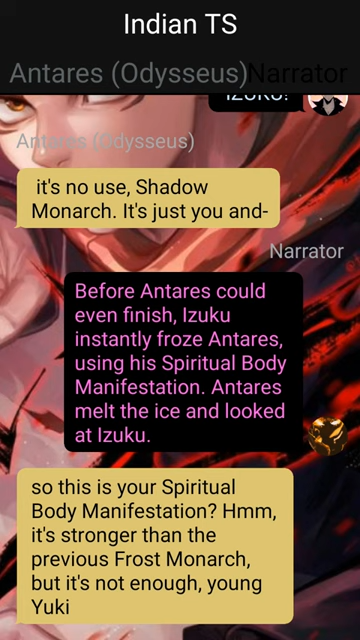 Indian TS
Antares (Odysseus)
Narrator
Izuku!
Antares (Odysseus)
it's no use, Shadow
Monarch. It's just you and-
Narrator
Before Antares could
even finish, Izuku
instantly froze Antares,
using his Spiritual Body
Manifestation. Antares
melt the ice and looked
at Izuku.
so this is your Spiritual
Body Manifestation? Hmm,
it's stronger than the
previous Frost Monarch,
but it's not enough, young
Yuki